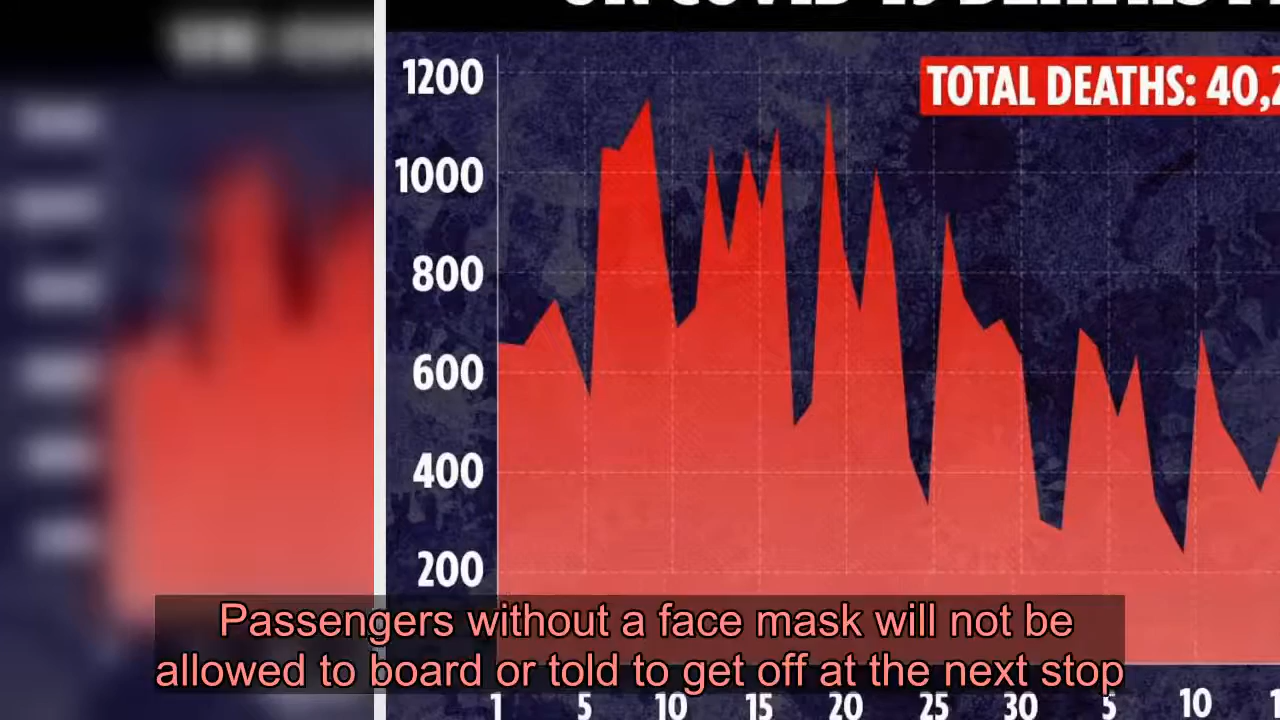 TOTAL DEATHS: 40,2
1200
1000
800
600
400
200
1 5 10 15 20 25 30 5 10
Passengers without a face mask will not be
allowed to board or told to get off at the next stop